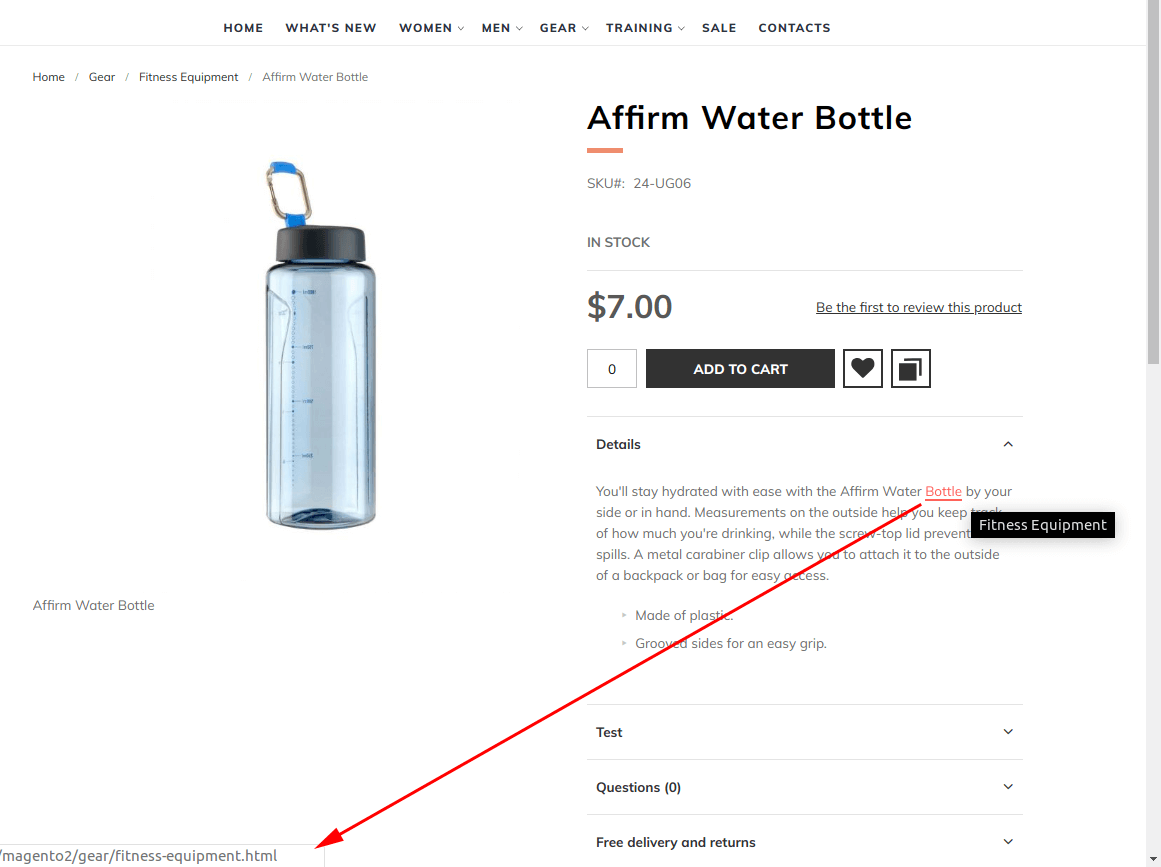 HOME WHAT'S NEW WOMEN MEN GEAR TRAINING SALE CONTACTS
Home / Gear / Fitness Equipment / Affirm Water Bottle
Affirm Water Bottle
SKU#: 24-UG06
IN STOCK
$7.00 Be the first to review this product
0 ADD TO CART
Details
You'll stay hydrated with ease with the Affirm Water Bottle by your
side or in hand. Measurements on the outside help you keep track
Fitness Equipment
of how much you're drinking, while the screw-top lid prevent
spills. A metal carabiner clip allows you to attach it to the outside
of a backpack or bag for easy access.
Affirm Water Bottle
Made of plastic.
Grooved sides for an easy grip.
Test
Questions (0)
Free delivery and returns
/magento2/gear/fitness-equipment.html